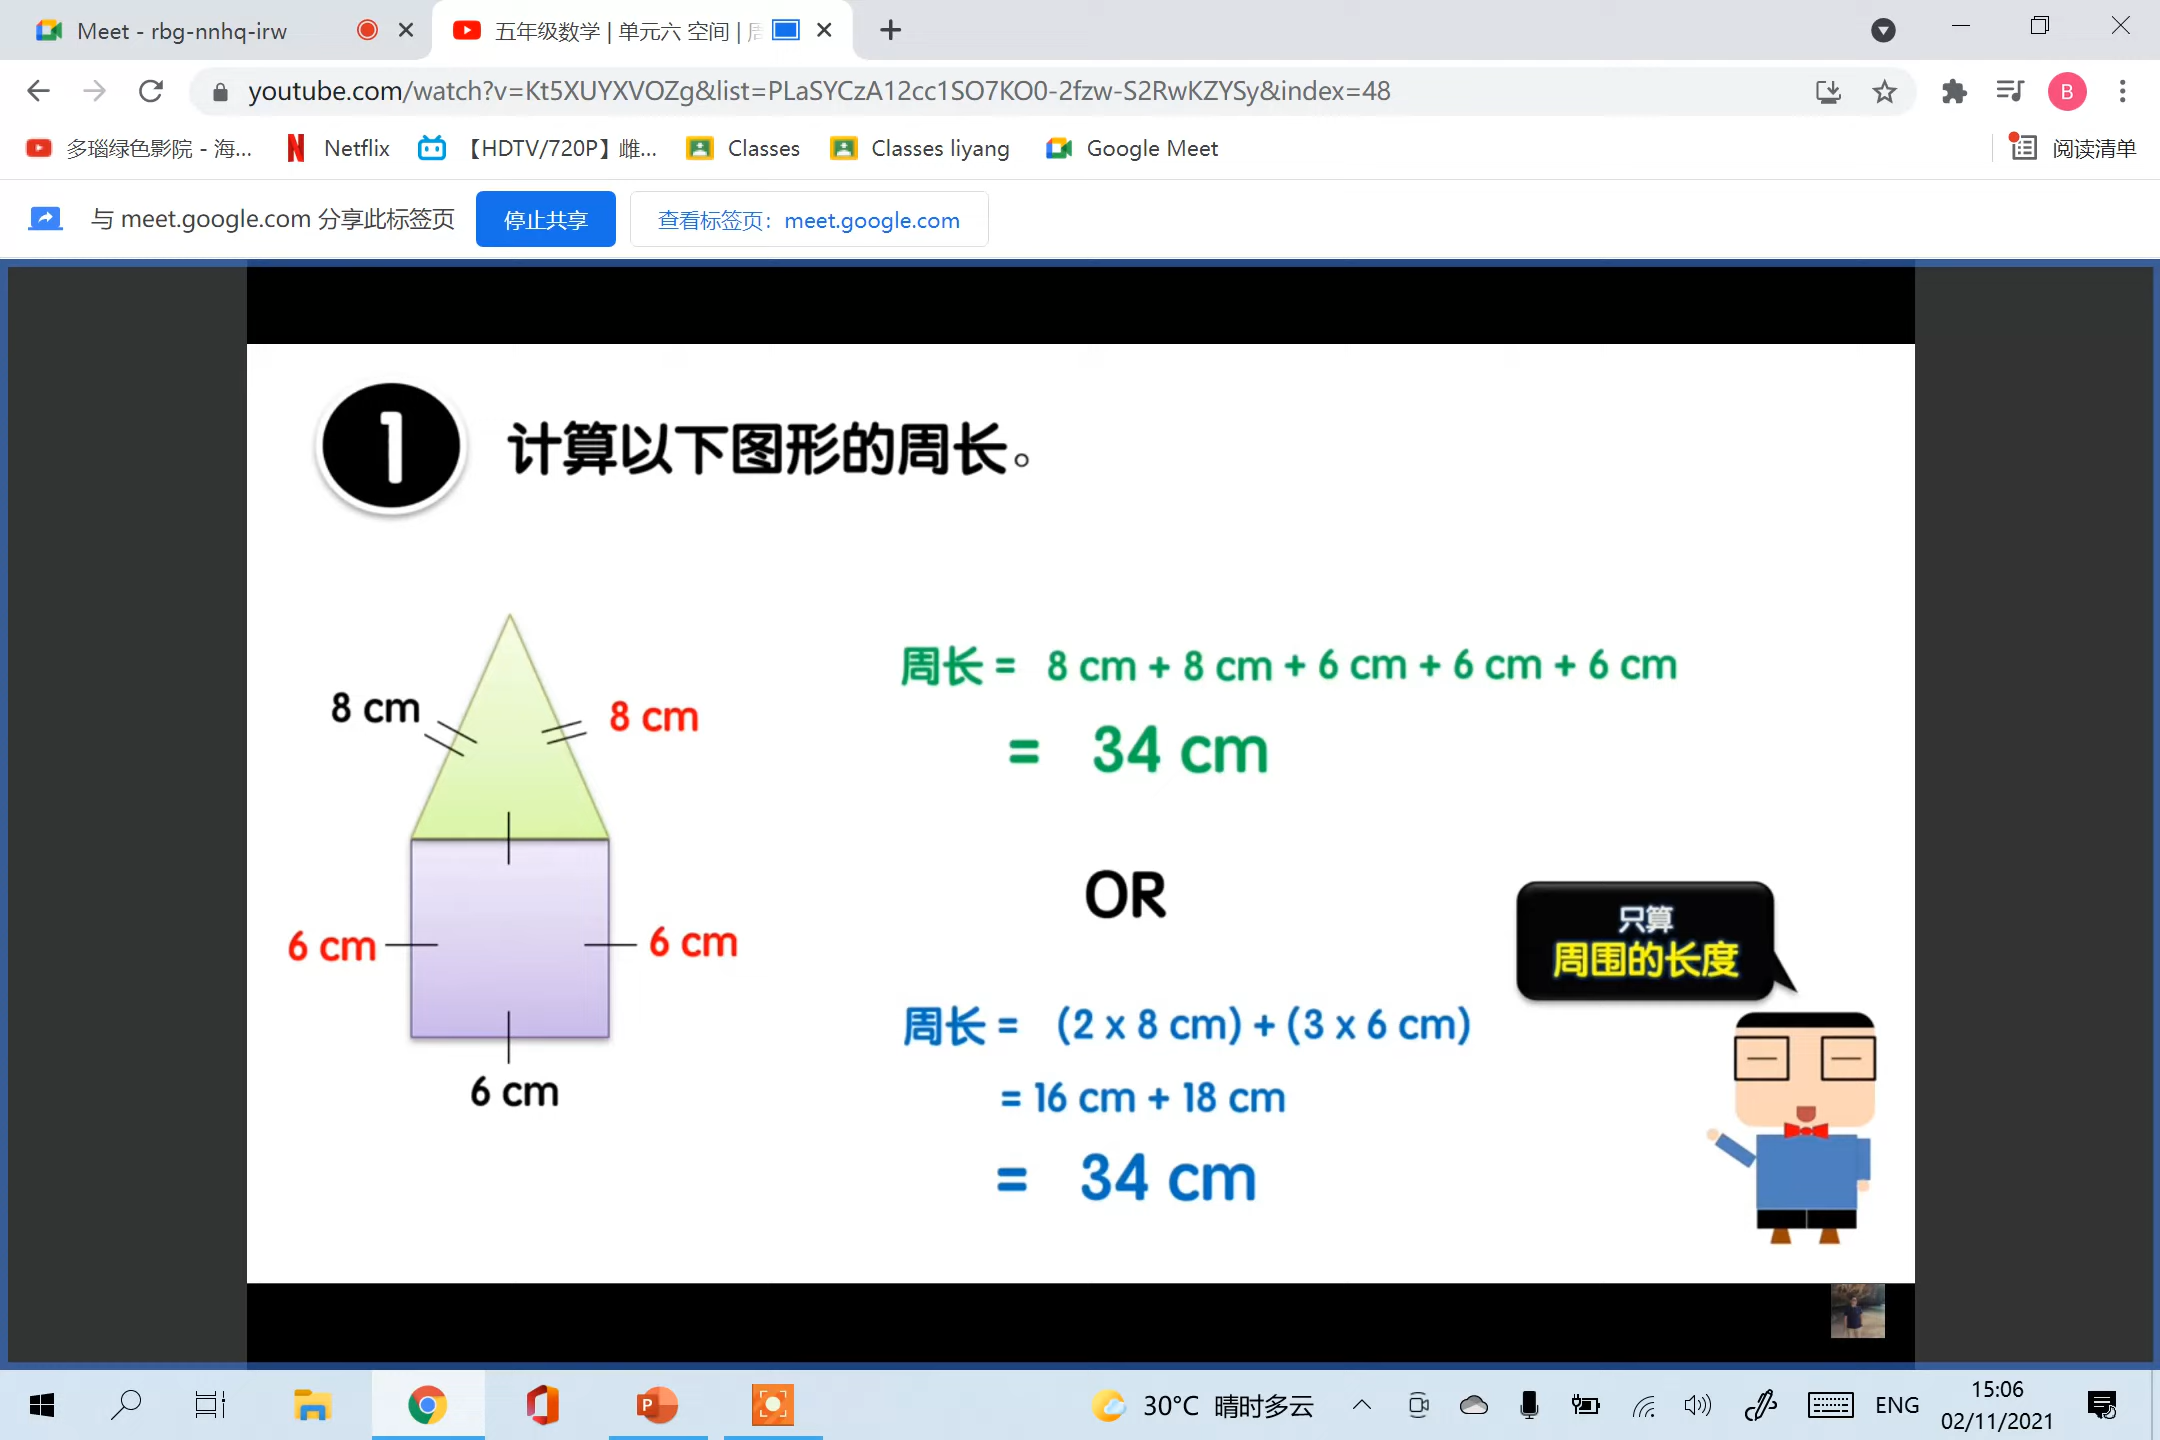 Meet - rbg-nnhq-irw
五年级数学 | 单元六 空间 | 周
youtube.com/watch?v=Kt5XUYXVOZg&list=PLaSYCzA12cc1SO7KO0-2fzw-S2RwKZYSy&index=48
B
多瑙绿色影院 - 海...
Netflix
【HDTV/720P】雌...
Classes
Classes liyang
Google Meet
阅读清单
与 meet.google.com 分享此标签页
停止共享
查看标签页: meet.google.com
1
计算以下图形的周长。
8 cm
8 cm
6 cm
6 cm
6 cm
周长 = 8 cm + 8 cm + 6 cm + 6 cm + 6 cm
= 34 cm
OR
周长 = (2 x 8 cm) + (3 x 6 cm)
= 16 cm + 18 cm
= 34 cm
只算
周围的长度
30°C 晴时多云
ENG
15:06
02/11/2021